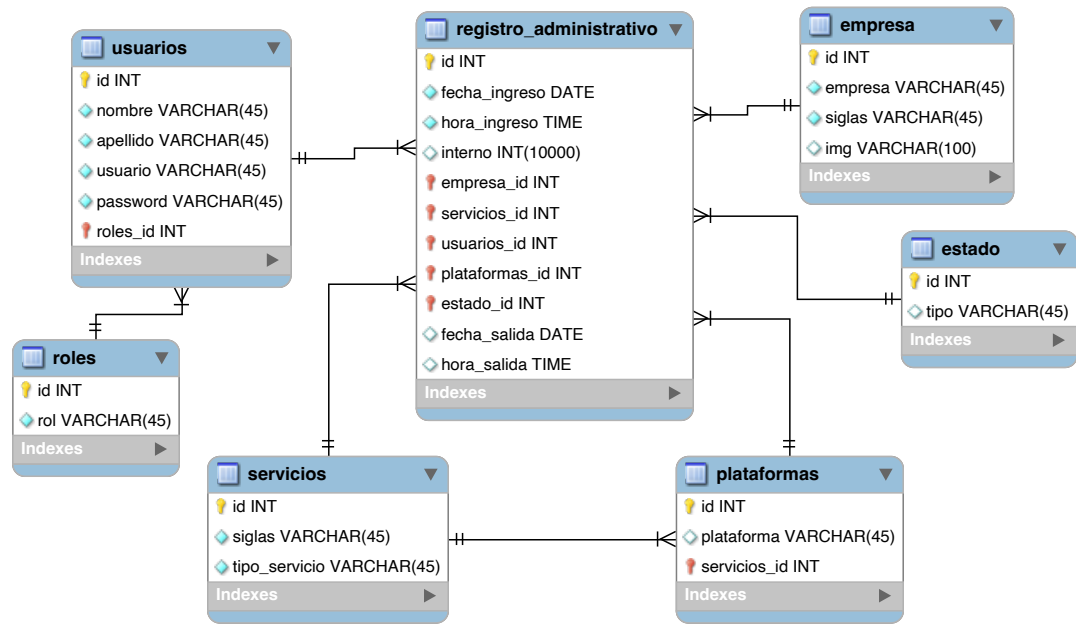 usuarios
id INT
nombre VARCHAR(45)
apellido VARCHAR(45)
usuario VARCHAR(45)
password VARCHAR(45)
roles_id INT
Indexes
registro_administrativo
id INT
fecha_ingreso DATE
hora_ingreso TIME
interno INT(10000)
empresa_id INT
servicios_id INT
usuarios_id INT
plataformas_id INT
estado_id INT
fecha_salida DATE
hora_salida TIME
Indexes
empresa
id INT
empresa VARCHAR(45)
siglas VARCHAR(45)
img VARCHAR(100)
Indexes
estado
id INT
tipo VARCHAR(45)
Indexes
roles
id INT
rol VARCHAR(45)
Indexes
servicios
id INT
siglas VARCHAR(45)
tipo_servicio VARCHAR(45)
Indexes
plataformas
id INT
plataforma VARCHAR(45)
servicios_id INT
Indexes